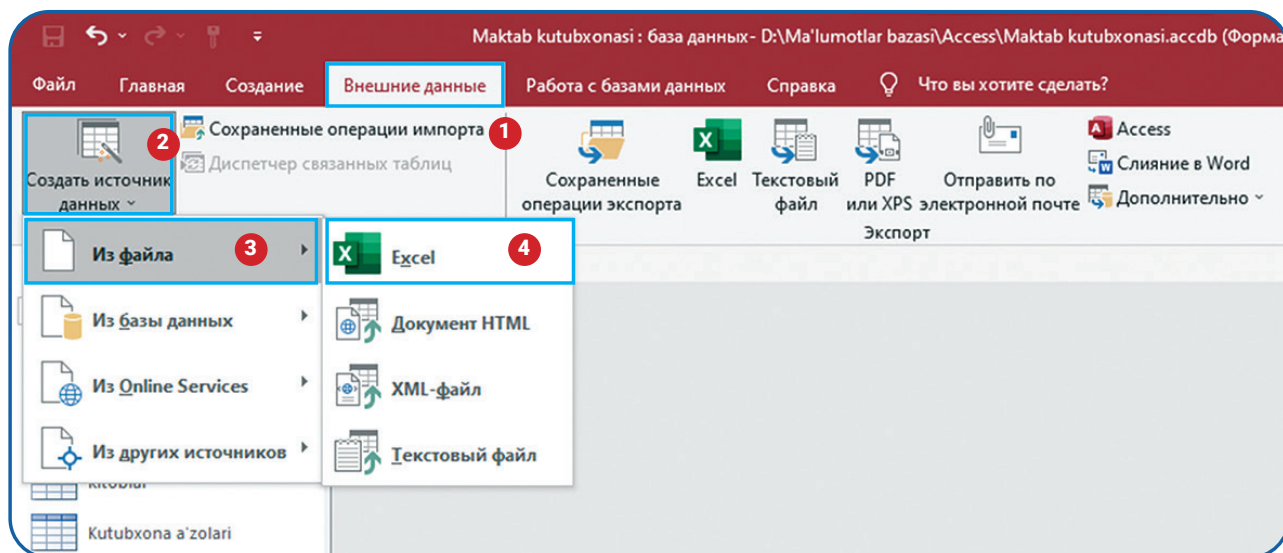 Maktab kutubxonasi : база данных- D:\Ma'lumotlar bazasi\Access\Maktab kutubxonasi.accdb (Форма
Файл Главная Создание Внешние данные Работа с базами данных Справка Что вы хотите сделать?
Создать источник
данных
2
Сохраненные операции импорта
1
Диспетчер связанных таблиц
Сохраненные
операции экспорта
Excel
Текстовый
файл
PDF
или XPS
Отправить по
электронной почте
Access
Слияние в Word
Дополнительно
Экспорт
Из файла 3
Из базы данных
Из Online Services
Из других источников
Excel 4
Документ HTML
XML-файл
Текстовый файл
Kitoblar
Kutubxona a'zolari